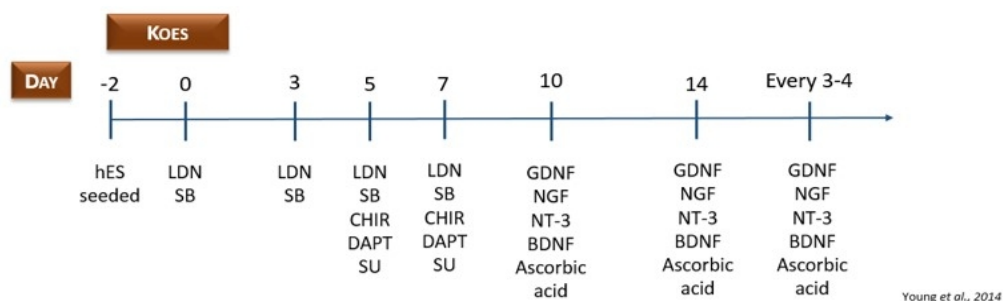 KOES
DAY
-2 0 3 5 7 10 14 Every 3-4
hES
seeded
LDN
SB
LDN
SB
LDN
SB
CHIR
DAPT
SU
LDN
SB
CHIR
DAPT
SU
GDNF
NGF
NT-3
BDNF
Ascorbic
acid
GDNF
NGF
NT-3
BDNF
Ascorbic
acid
GDNF
NGF
NT-3
BDNF
Ascorbic
acid
Young et al., 2014